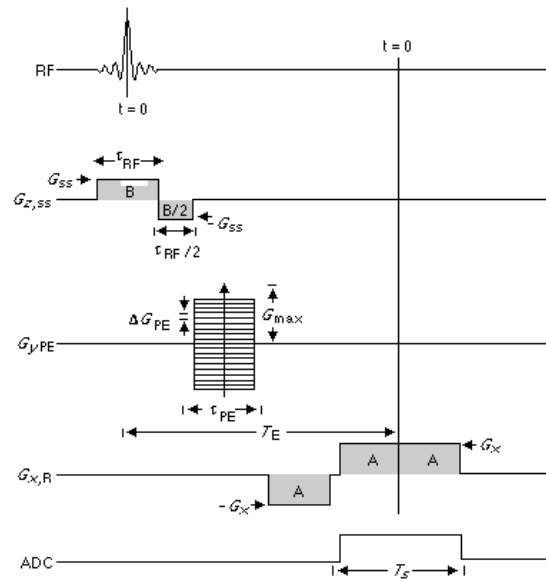 t = 0
RF
t = 0
τRF
Gss
B
Gz,ss
B/2
- Gss
τRF /2
ΔGPE
Gmax
GyPE
τPE
TE
Gx
A A
Gx,R
A
- Gx
ADC
Ts